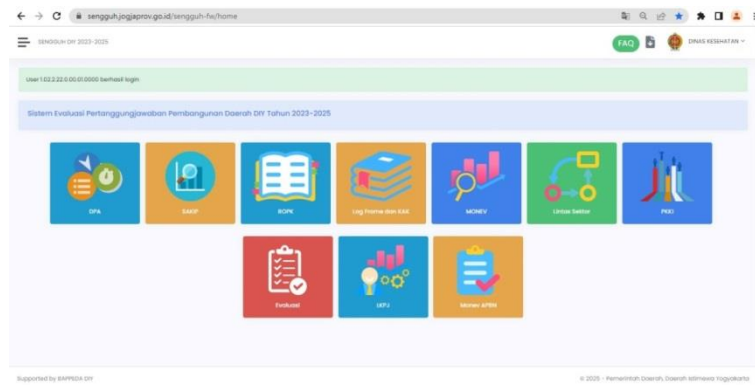 sengguh.jogjaprov.go.id/sengguh-fw/home
SENGGUH DIY 2023-2025
FAQ
DINAS KESEHATAN
User 1.02.2.22.0.00.01.0000 berhasil login
Sistem Evaluasi Pertanggungjawaban Pembangunan Daerah DIY Tahun 2023-2025
DPA
SAKIP
ROPK
Log Frame dan KAK
MONEV
Lintas Sektor
PKKI
Evaluasi
LKPJ
Monev APBN
Supported by BAPPEDA DIY
© 2025 - Pemerintah Daerah, Daerah Istimewa Yogyakarta